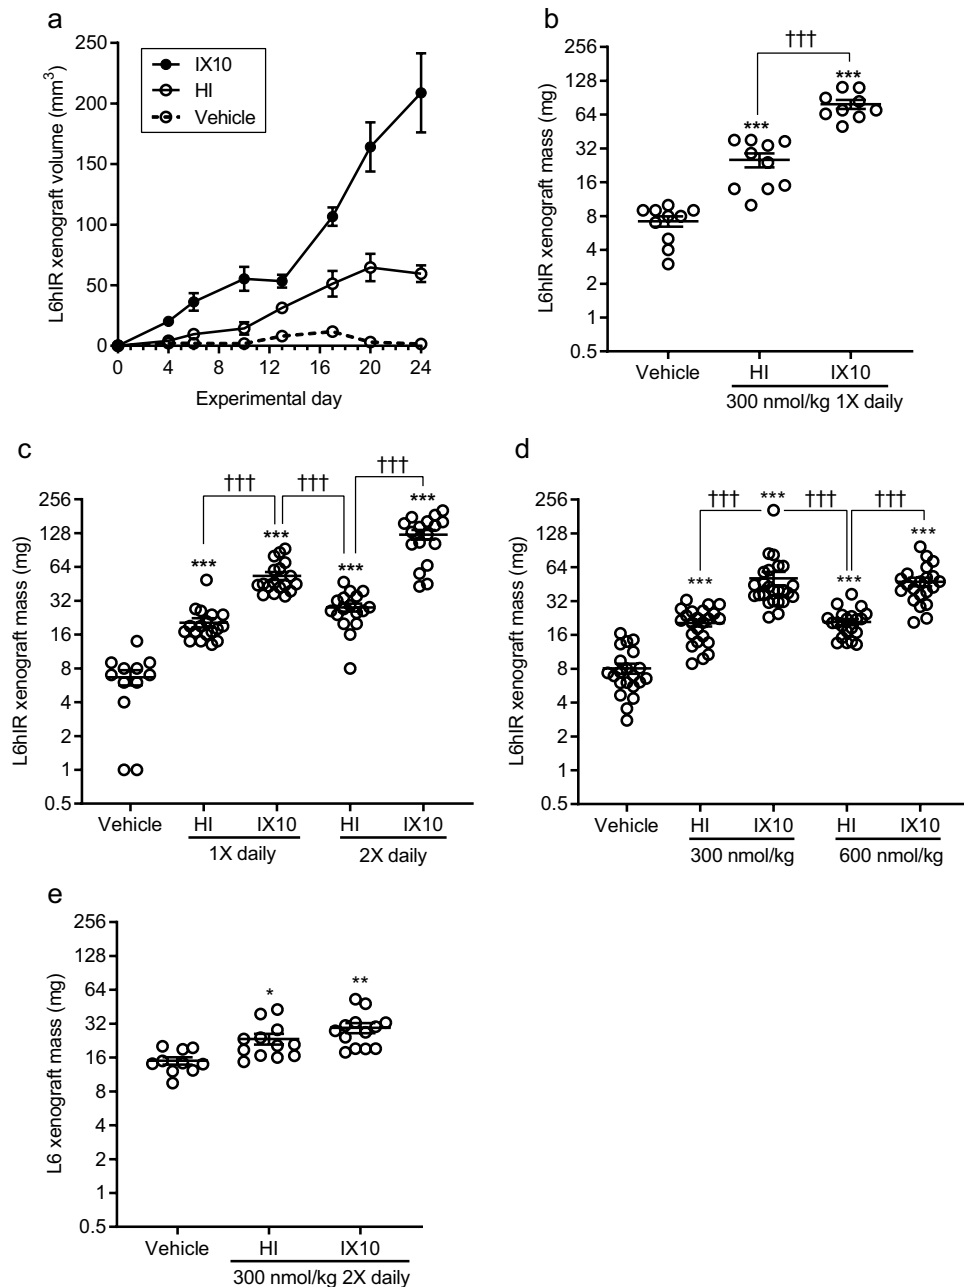 a
L6hIR xenograft volume (mm³)
250
200
150
100
50
0
IX10
HI
Vehicle
0 4 8 12 16 20 24
Experimental day
b
L6hIR xenograft mass (mg)
256
128
64
32
16
8
4
2
1
0.5
†††
***
***
Vehicle HI IX10
300 nmol/kg 1X daily
c
L6hIR xenograft mass (mg)
256
128
64
32
16
8
4
2
1
0.5
††† ††† †††
*** *** *** ***
Vehicle HI IX10 HI IX10
1X daily 2X daily
d
L6hIR xenograft mass (mg)
256
128
64
32
16
8
4
2
1
0.5
††† ††† †††
*** *** *** ***
Vehicle HI IX10 HI IX10
300 nmol/kg 600 nmol/kg
e
L6 xenograft mass (mg)
256
128
64
32
16
8
4
2
1
0.5
* **
Vehicle HI IX10
300 nmol/kg 2X daily